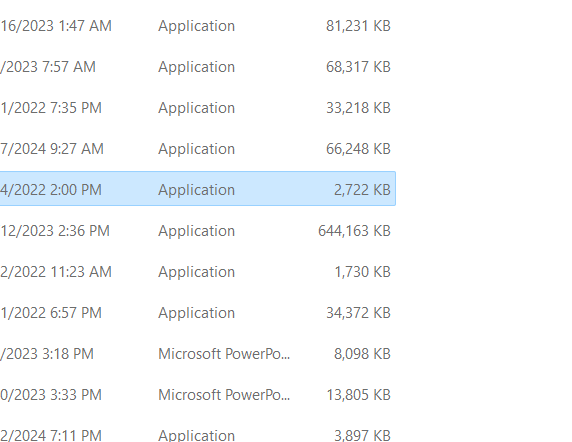 16/2023 1:47 AM Application 81,231 KB
/2023 7:57 AM Application 68,317 KB
1/2022 7:35 PM Application 33,218 KB
7/2024 9:27 AM Application 66,248 KB
4/2022 2:00 PM Application 2,722 KB
12/2023 2:36 PM Application 644,163 KB
2/2022 11:23 AM Application 1,730 KB
1/2022 6:57 PM Application 34,372 KB
/2023 3:18 PM Microsoft PowerPo... 8,098 KB
0/2023 3:33 PM Microsoft PowerPo... 13,805 KB
2/2024 7:11 PM Application 3,897 KB